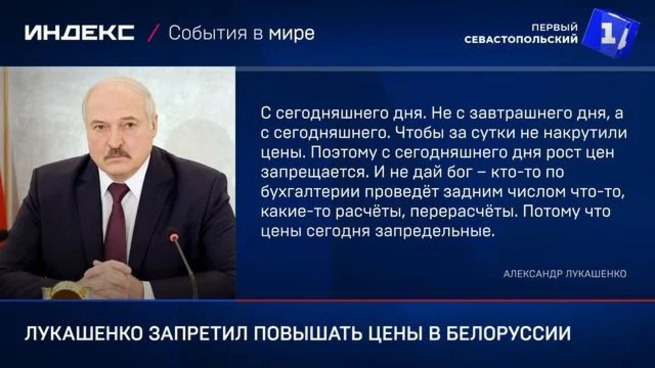 ИНДЕКС / События в мире
ПЕРВЫЙ
СЕВАСТОПОЛЬСКИЙ
1
С сегодняшнего дня. Не с завтрашнего дня, а
с сегодняшнего. Чтобы за сутки не накрутили
цены. Поэтому с сегодняшнего дня рост цен
запрещается. И не дай бог – кто-то по
бухгалтерии проведёт задним числом что-то,
какие-то расчёты, перерасчёты. Потому что
цены сегодня запредельные.
АЛЕКСАНДР ЛУКАШЕНКО
ЛУКАШЕНКО ЗАПРЕТИЛ ПОВЫШАТЬ ЦЕНЫ В БЕЛОРУССИИ